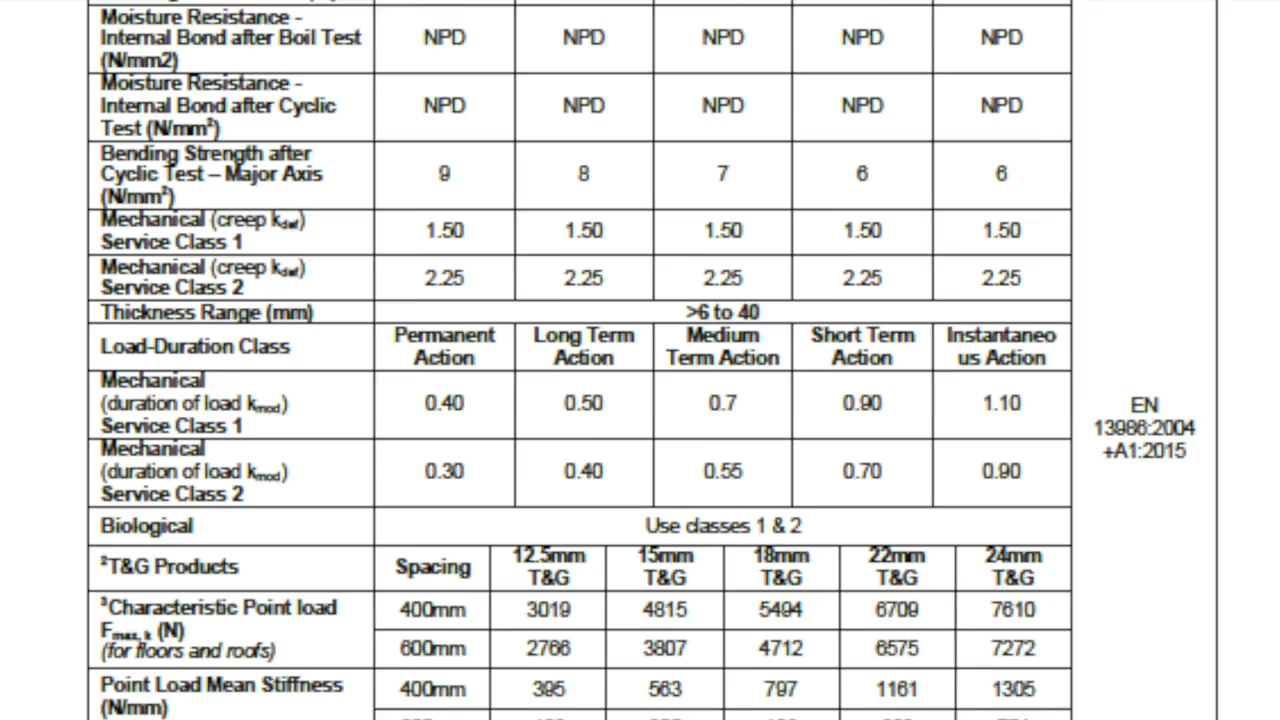 Moisture Resistance -
Internal Bond after Boil Test
(N/mm2)
NPD NPD NPD NPD NPD
Moisture Resistance -
Internal Bond after Cyclic
Test (N/mm²)
NPD NPD NPD NPD NPD
Bending Strength after
Cyclic Test – Major Axis
(N/mm²)
9 8 7 6 6
Mechanical (creep kdef)
Service Class 1
1.50 1.50 1.50 1.50 1.50
Mechanical (creep kdef)
Service Class 2
2.25 2.25 2.25 2.25 2.25
Thickness Range (mm) >6 to 40
Load-Duration Class
Permanent Action
Long Term Action
Medium Term Action
Short Term Action
Instantaneo
us Action
Mechanical
(duration of load kmod)
Service Class 1
0.40 0.50 0.7 0.90 1.10
Mechanical
(duration of load kmod)
Service Class 2
0.30 0.40 0.55 0.70 0.90
EN
13986:2004
+A1:2015
Biological Use classes 1 & 2
²T&G Products Spacing
12.5mm T&G
15mm T&G
18mm T&G
22mm T&G
24mm T&G
³Characteristic Point load
Fmax, k (N)
(for floors and roofs)
400mm 3019 4815 5494 6709 7610
600mm 2766 3807 4712 6575 7272
Point Load Mean Stiffness
(N/mm)
400mm 395 563 797 1161 1305